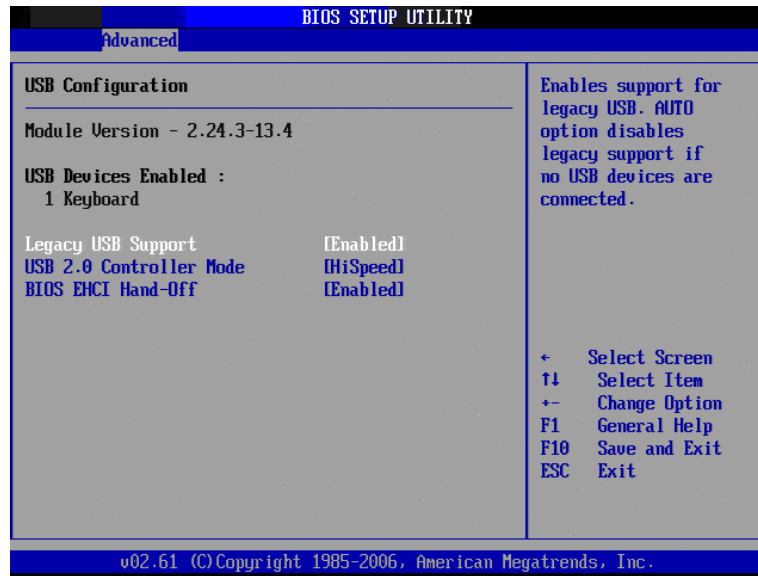 BIOS SETUP UTILITY
Advanced
USB Configuration
Module Version - 2.24.3-13.4
USB Devices Enabled :
1 Keyboard
Legacy USB Support [Enabled]
USB 2.0 Controller Mode [HiSpeed]
BIOS EHCI Hand-Off [Enabled]
Enables support for
legacy USB. AUTO
option disables
legacy support if
no USB devices are
connected.
← Select Screen
↑↓ Select Item
+- Change Option
F1 General Help
F10 Save and Exit
ESC Exit
v02.61 (C)Copyright 1985-2006, American Megatrends, Inc.